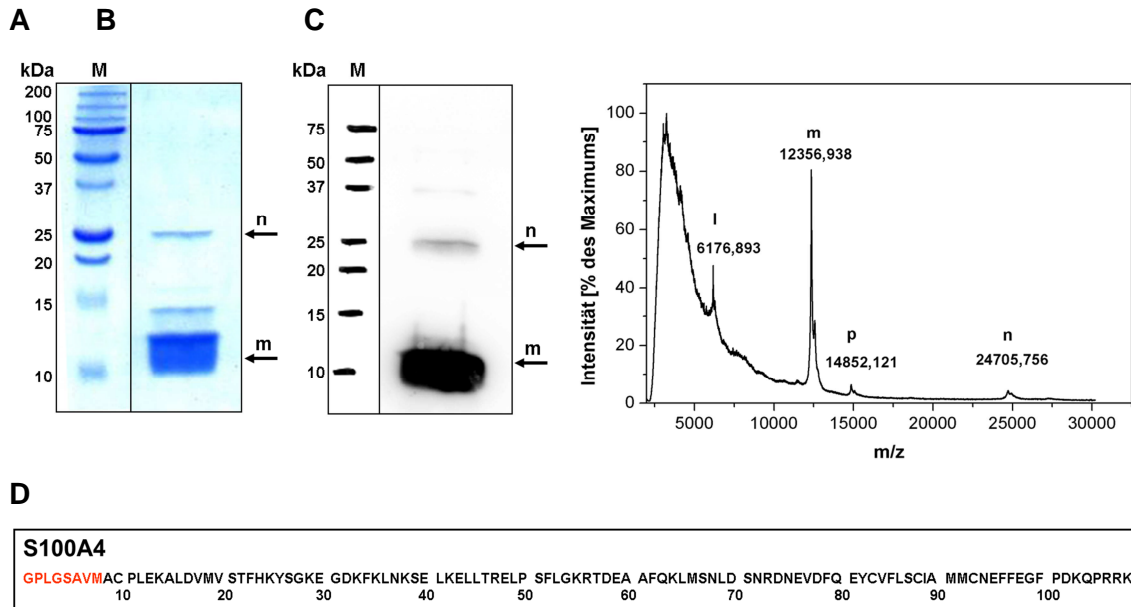 A B C
kDa M
200
100
75
50
37
25
20
15
10
n
m
kDa M
75
50
37
25
20
15
10
n
m
Intensität [% des Maximums]
100
80
60
40
20
0
l
6176,893
m
12356,938
p
14852,121
n
24705,756
5000 10000 15000 20000 25000 30000
m/z
D
S100A4
GPLGSAVMAC PLEKALDVMV STFHKYSGKE GDKFKLNKSE LKELLTRELP SFLGKRTDEA AFQKLMSNLD SNRDNEVDFQ EYCVFLSCIA MMCNEFFEGF PDKQPRRK
10 20 30 40 50 60 70 80 90 100